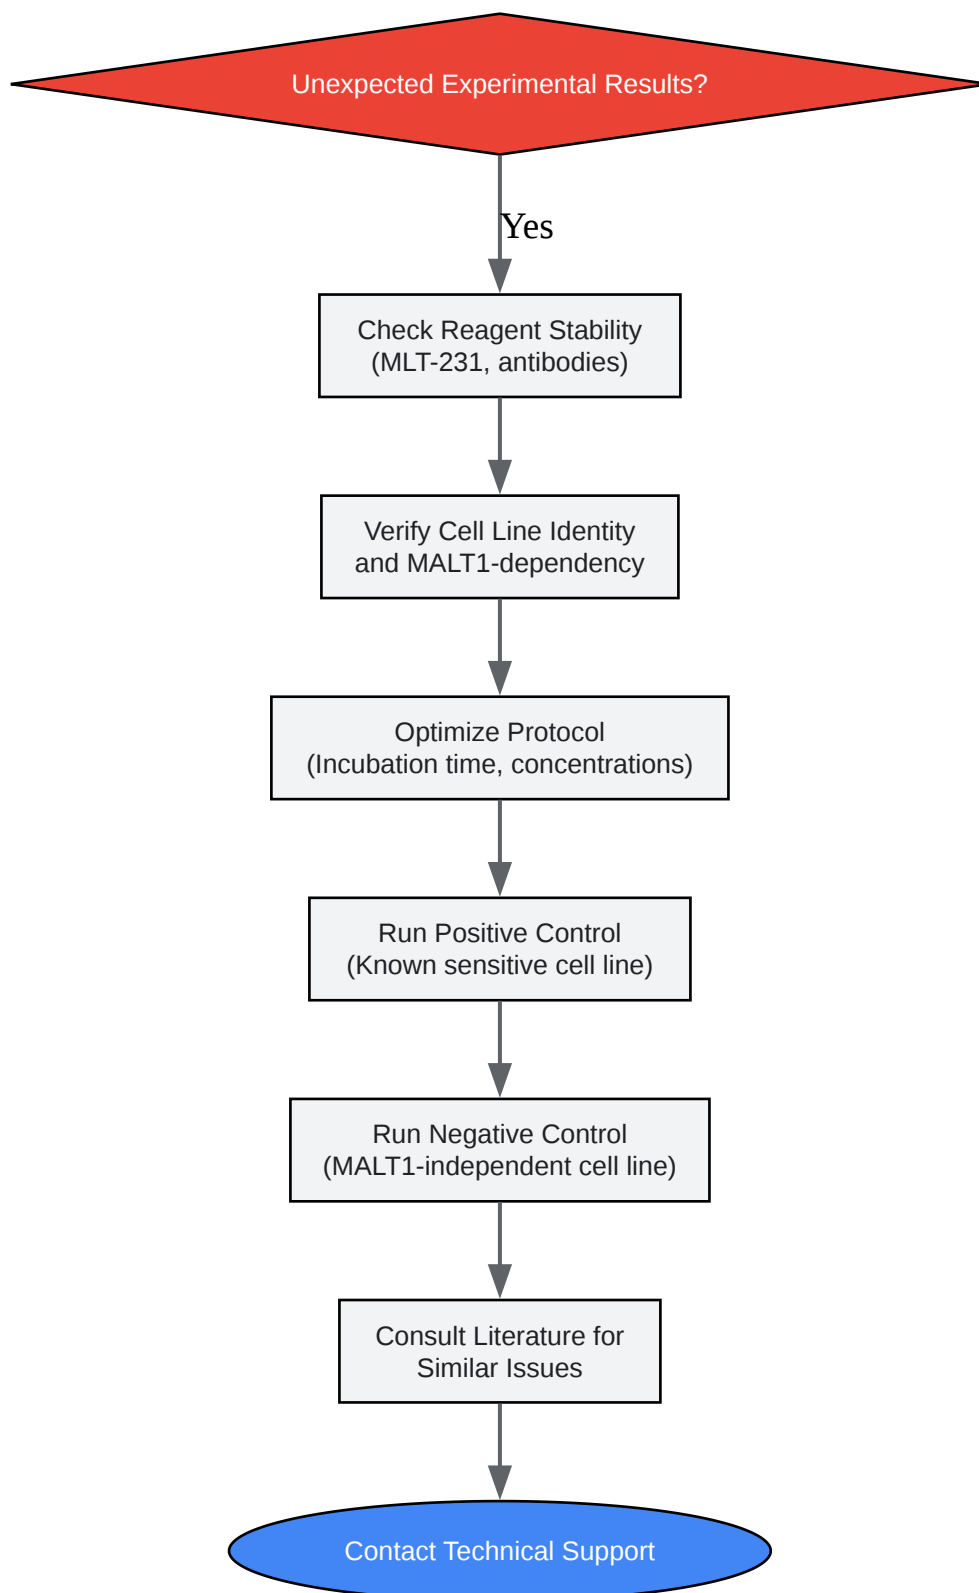 Unexpected Experimental Results?
Yes
Check Reagent Stability
(MLT-231, antibodies)
Verify Cell Line Identity
and MALT1-dependency
Optimize Protocol
(Incubation time, concentrations)
Run Positive Control
(Known sensitive cell line)
Run Negative Control
(MALT1-independent cell line)
Consult Literature for
Similar Issues
Contact Technical Support